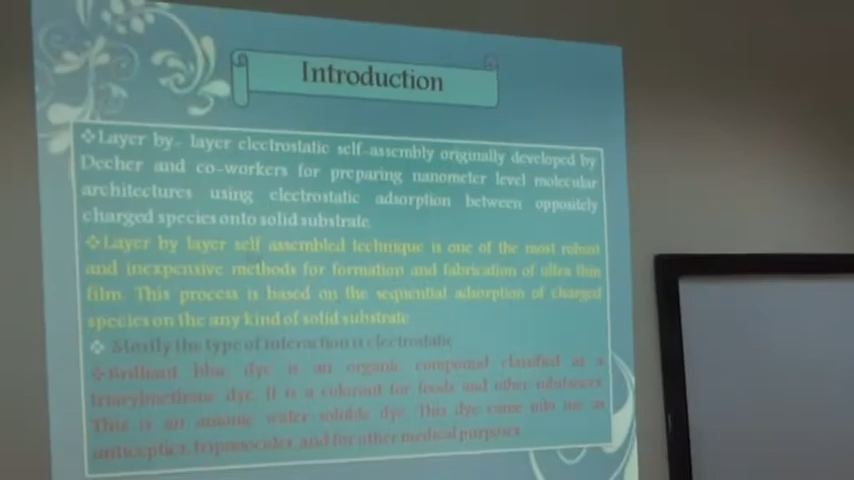 Introduction
❖Layer by- layer electrostatic self-assembly originally developed by
Decher and co-workers for preparing nanometer level molecular
architectures using electrostatic adsorption between oppositely
charged species onto solid substrate.
❖Layer by layer self assembled technique is one of the most robust
and inexpensive methods for formation and fabrication of ultra thin
film. This process is based on the sequential adsorption of charged
species on the any kind of solid substrate.
❖ Mostly the type of interaction is electrostatic
❖Brilliant blue dye is an organic compound classified as a
triarylmethane dye. It is a colorant for foods and other substances.
This is an anionic water soluble dye. This dye came into use as
antiseptics, trypanocides, and for other medical purposes.